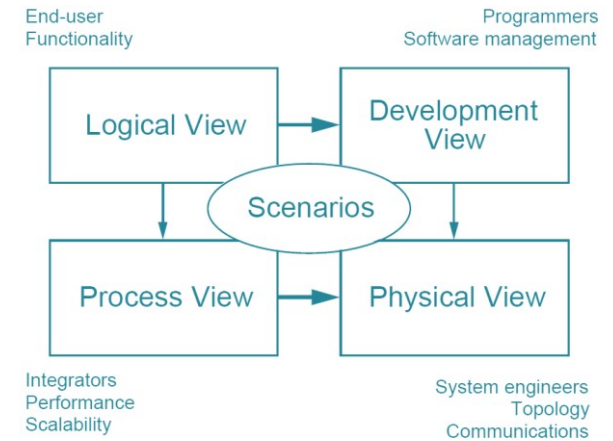 End-user
Functionality
Programmers
Software management
Logical View
Development
View
Scenarios
Process View
Physical View
Integrators
Performance
Scalability
System engineers
Topology
Communications